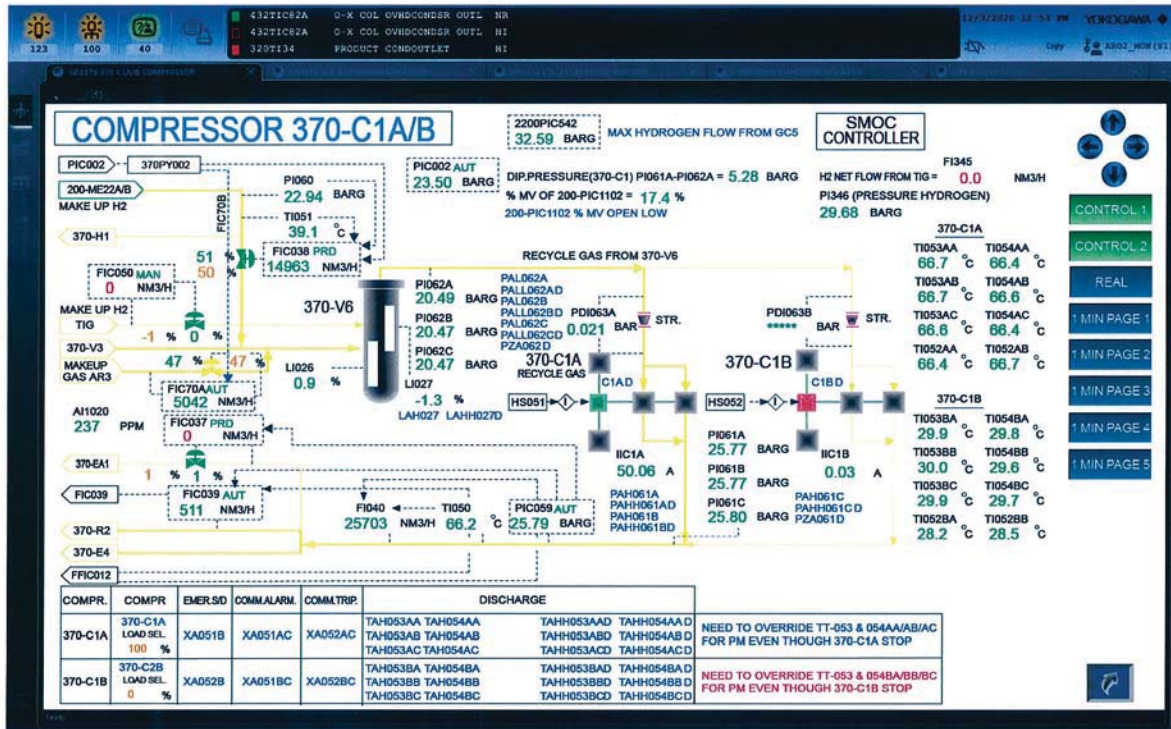 432TIC82A O-X COL OVHDCONDSR OUTL NR
432TIC82A O-X COL OVHDCONDSR OUTL HI
320TI34 PRODUCT CONDOUTLET HI
123 100 40
12/3/2020 12:53 PM YOKOGAWA
Copy
COMPRESSOR 370-C1A/B
2200PIC542
32.59 BARG
MAX HYDROGEN FLOW FROM GC5
SMOC CONTROLLER
PIC002 370PY002
200-ME22A/B
MAKE UP H2
FIC70B
PI060
22.94 BARG
TI051
39.1 °C
PIC002 AUT
23.50 BARG
DIP.PRESSURE(370-C1) PI061A-PI062A = 5.28 BARG
% MV OF 200-PIC1102 = 17.4 %
200-PIC1102 % MV OPEN LOW
FI345
H2 NET FLOW FROM TIG = 0.0 NM3/H
PI346 (PRESSURE HYDROGEN)
29.68 BARG
CONTROL 1
CONTROL 2
REAL
1 MIN PAGE 1
1 MIN PAGE 2
1 MIN PAGE 3
1 MIN PAGE 4
1 MIN PAGE 5
370-H1
51 %
50
FIC038 PRD
14963 NM3/H
FIC050 MAN
0 NM3/H
MAKE UP H2
TIG
-1 % 0 %
370-V3
MAKEUP
GAS AR3
47 % 47 %
FIC70A AUT
5042 NM3/H
AI1020
237 PPM
FIC037 PRD
0 NM3/H
370-EA1
1 % 1 %
FIC039
FIC039 AUT
511 NM3/H
370-R2
370-E4
FFIC012
370-V6
RECYCLE GAS FROM 370-V6
PI062A
20.49 BARG
PI062B
20.47 BARG
PI062C
20.47 BARG
LI026
0.9 %
LI027
-1.3 %
LAH027 LAHH027D
PAL062A
PALL062AD
PAL062B
PALL062BD
PAL062C
PALL062CD
PZA062D
PDI063A
0.021 BAR
STR.
370-C1A
RECYCLE GAS
C1AD
HS051 I
IIC1A
50.06 A
PAH061A
PAHH061AD
PAH061B
PAHH061BD
PDI063B
***** BAR
STR.
370-C1B
C1BD
HS052 I
IIC1B
0.03 A
PI061A
25.77 BARG
PI061B
25.77 BARG
PI061C
25.80 BARG
PAH061C
PAHH061CD
PZA061D
FI040
25703 NM3/H
TI050
66.2 °C
PIC059 AUT
25.79 BARG
370-C1A
TI053AA TI054AA
66.7 °C 66.4 °C
TI053AB TI054AB
66.7 °C 66.6 °C
TI053AC TI054AC
66.6 °C 66.4 °C
TI052AA TI052AB
66.4 °C 66.7 °C
370-C1B
TI053BA TI054BA
29.9 °C 29.8 °C
TI053BB TI054BB
30.0 °C 29.6 °C
TI053BC TI054BC
29.9 °C 29.7 °C
TI052BA TI052BB
28.2 °C 28.5 °C
COMPR. COMPR EMER.S/D COMM.ALARM. COMM.TRIP. DISCHARGE
370-C1A
370-C1A
LOAD SEL.
100 %
XA051B XA051AC XA052AC
TAH053AA TAH054AA TAHH053AAD TAHH054AAD
TAH053AB TAH054AB TAHH053ABD TAHH054ABD
TAH053AC TAH054AC TAHH053ACD TAHH054ACD
NEED TO OVERRIDE TT-053 & 054AA/AB/AC
FOR PM EVEN THOUGH 370-C1A STOP
370-C1B
370-C2B
LOAD SEL.
0 %
XA052B XA051BC XA052BC
TAH053BA TAH054BA TAHH053BAD TAHH054BAD
TAH053BB TAH054BB TAHH053BBD TAHH054BBD
TAH053BC TAH054BC TAHH053BCD TAHH054BCD
NEED TO OVERRIDE TT-053 & 054BA/BB/BC
FOR PM EVEN THOUGH 370-C1B STOP